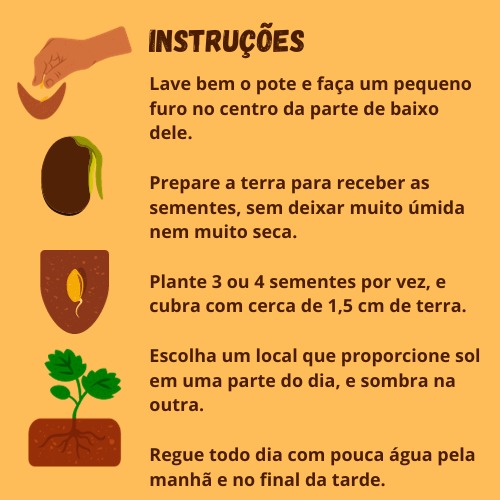 INSTRUÇÕES
Lave bem o pote e faça um pequeno
furo no centro da parte de baixo
dele.
Prepare a terra para receber as
sementes, sem deixar muito úmida
nem muito seca.
Plante 3 ou 4 sementes por vez, e
cubra com cerca de 1,5 cm de terra.
Escolha um local que proporcione sol
em uma parte do dia, e sombra na
outra.
Regue todo dia com pouca água pela
manhã e no final da tarde.